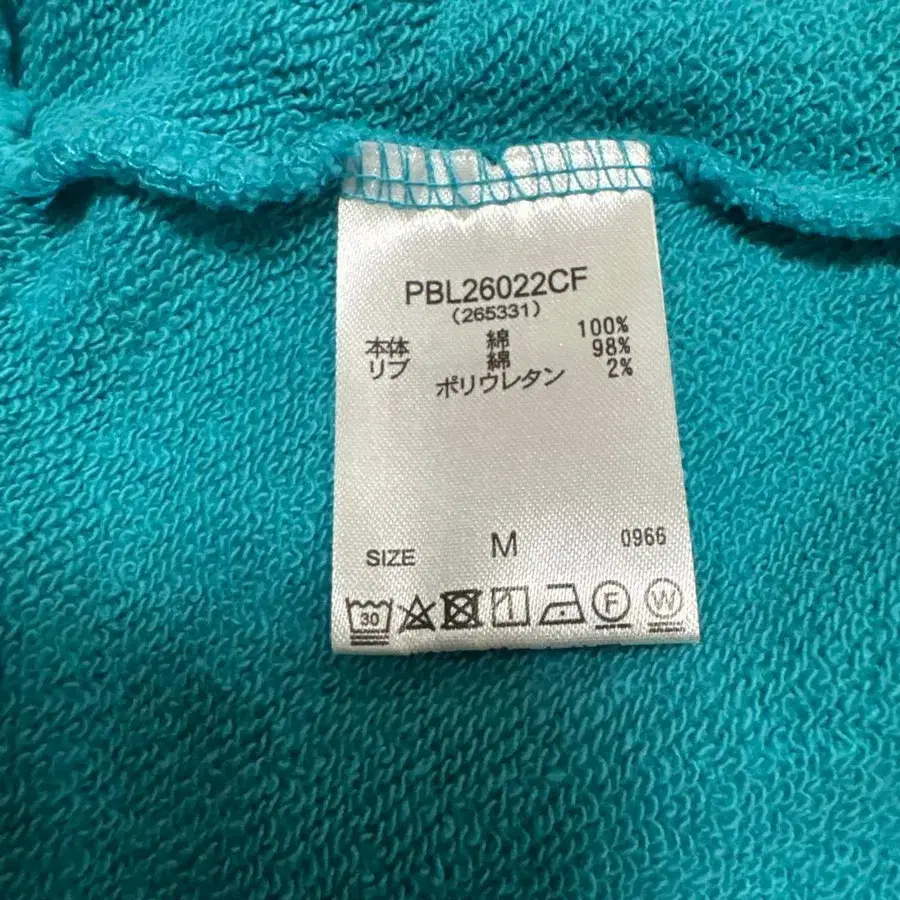 PBL26022CF
(265331)
本体 綿 100%
リブ 綿 98%
ポリウレタン 2%
SIZE M 0966
30 F W